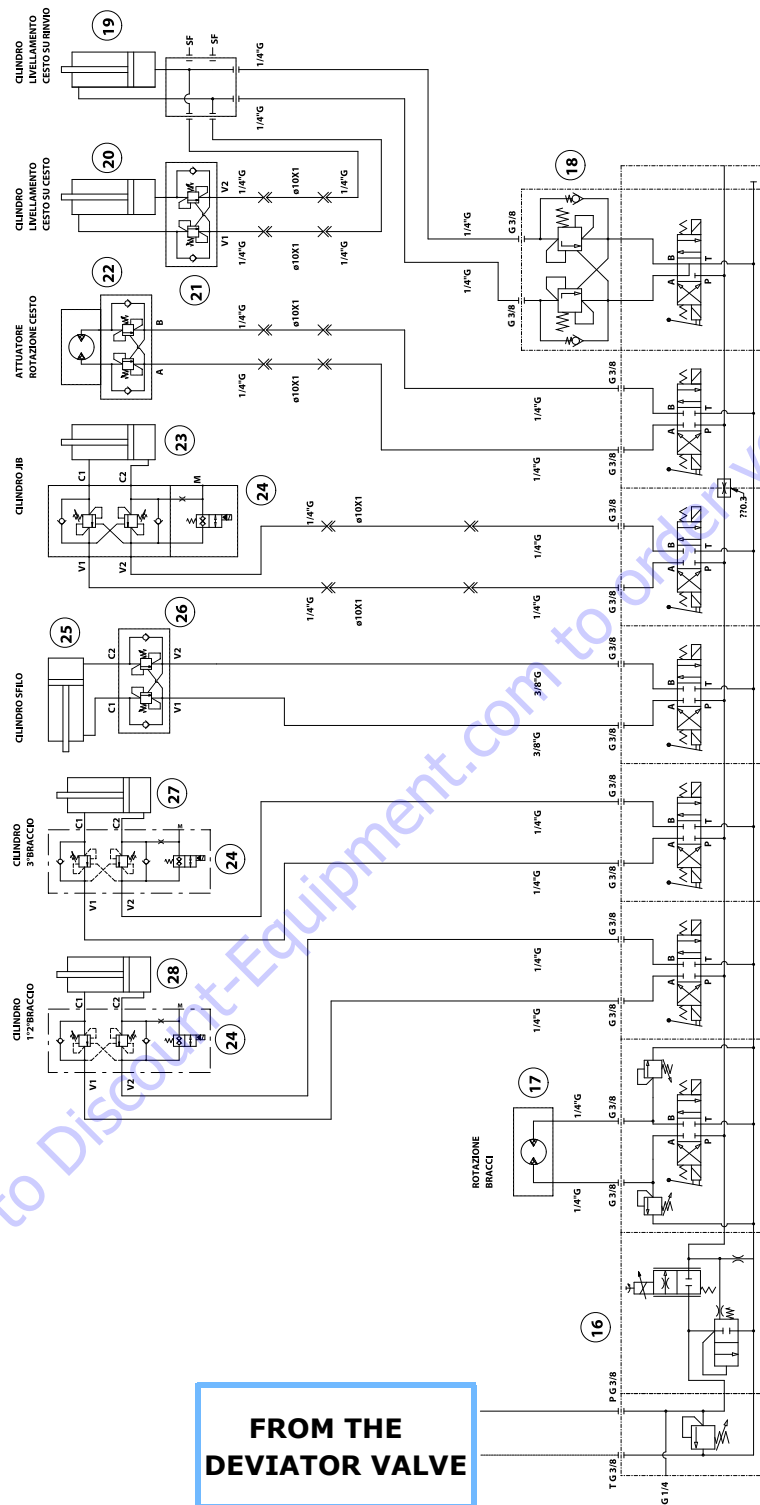 CILINDRO
LIVELLAMENTO
CESTO SU RINVIO
19
SF
SF
1/4"G
1/4"G
CILINDRO
LIVELLAMENTO
CESTO SU CESTO
20
V1
V2
21
1/4"G
1/4"G
ø10X1
ø10X1
1/4"G
1/4"G
ATTUATORE
ROTAZIONE CESTO
22
A
B
1/4"G
1/4"G
ø10X1
ø10X1
1/4"G
1/4"G
G 3/8
G 3/8
1/4"G
1/4"G
G 3/8
G 3/8
18
CILINDRO JIB
23
C1
C2
M
24
V1
V2
1/4"G
ø10X1
1/4"G
ø10X1
1/4"G
1/4"G
G 3/8
G 3/8
CILINDRO SFILO
25
26
C1
C2
V1
V2
3/8"G
3/8"G
G 3/8
G 3/8
CILINDRO
3°BRACCIO
27
C1
C2
M
24
V1
V2
1/4"G
1/4"G
G 3/8
G 3/8
CILINDRO
1°2°BRACCIO
28
C1
C2
M
24
V1
V2
1/4"G
1/4"G
G 3/8
G 3/8
ROTAZIONE
BRACCI
17
1/4"G
1/4"G
G 3/8
G 3/8
A
B
P
T
A
B
P
T
A
B
P
T
A
B
P
T
A
B
P
T
A
B
P
T
A
B
P
T
??0.3
16
P G 3/8
T G 3/8
G 1/4
FROM THE
DEVIATOR VALVE
to Discount-Equipment.com to order